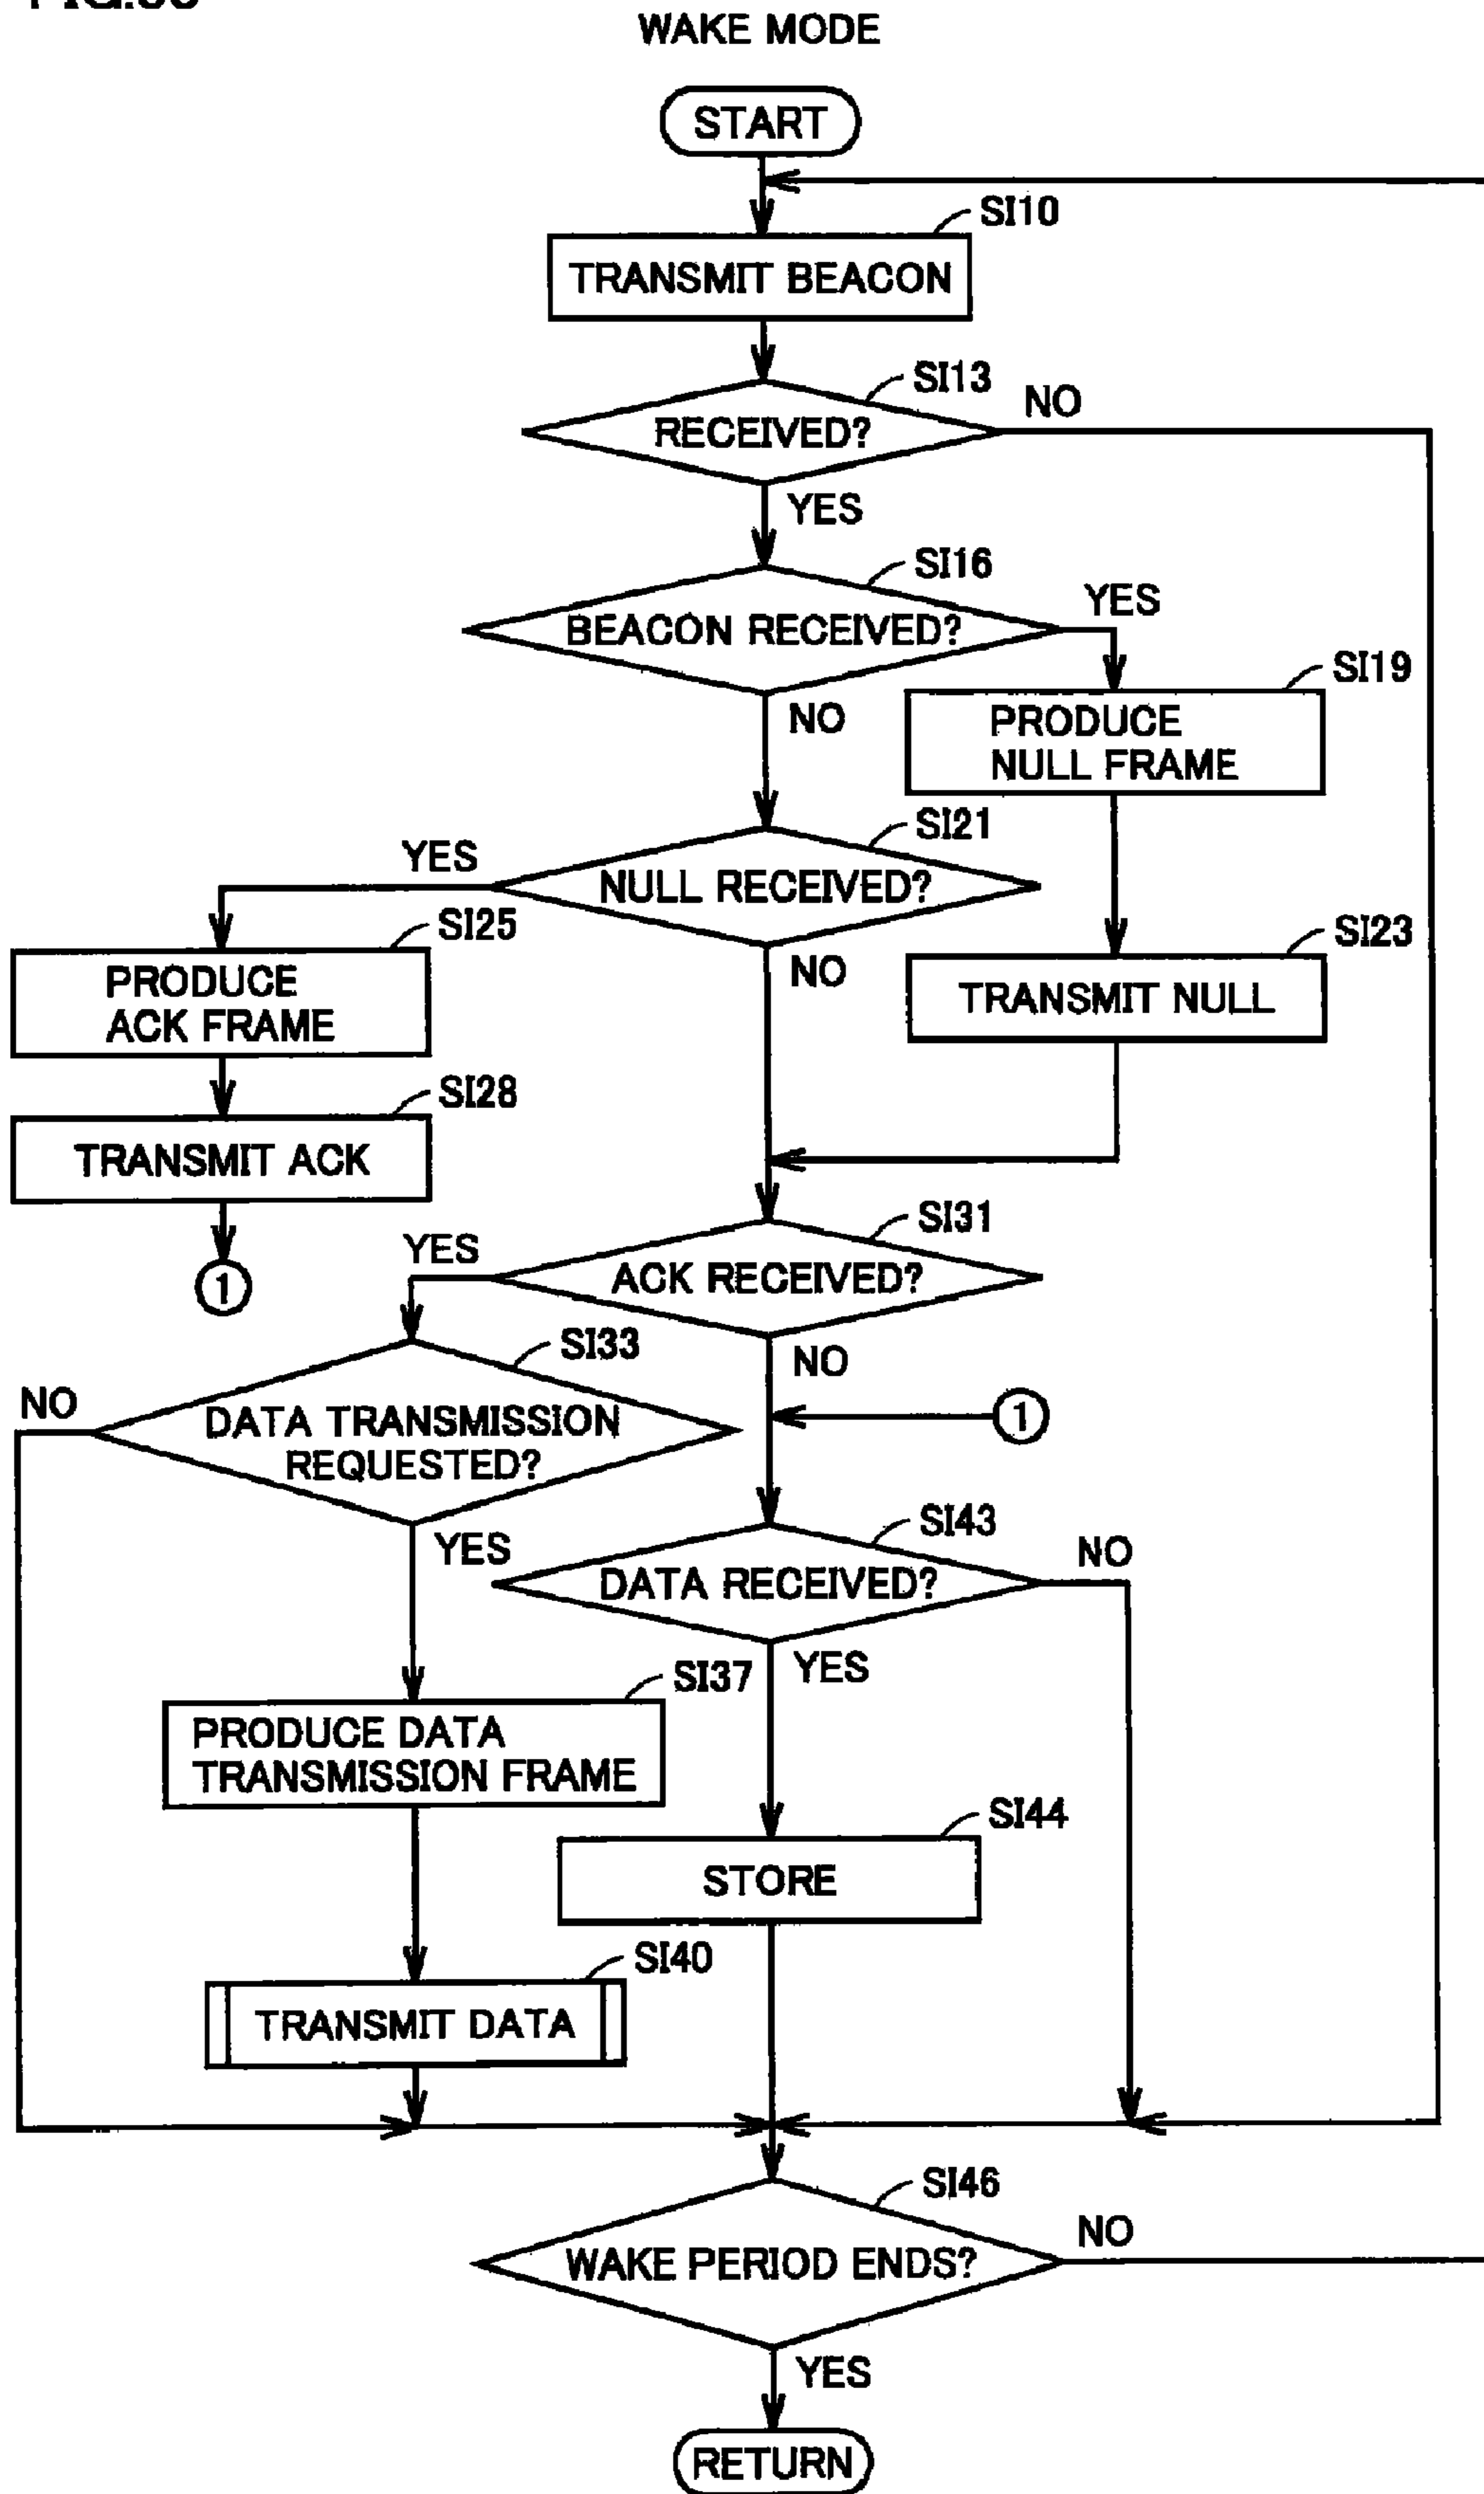 WAKE MODE
START
SI10
TRANSMIT BEACON
SI13
RECEIVED?
NO
YES
SI16
BEACON RECEIVED?
YES
SI19
NO
PRODUCE
NULL FRAME
SI21
YES
NULL RECEIVED?
SI25
SI23
NO
PRODUCE
ACK FRAME
TRANSMIT NULL
SI28
TRANSMIT ACK
SI31
YES
ACK RECEIVED?
1
SI33
NO
NO
1
DATA TRANSMISSION
REQUESTED?
SI43
YES
NO
DATA RECEIVED?
YES
SI37
PRODUCE DATA
TRANSMISSION FRAME
SI44
STORE
SI40
TRANSMIT DATA
SI46
NO
WAKE PERIOD ENDS?
YES
RETURN